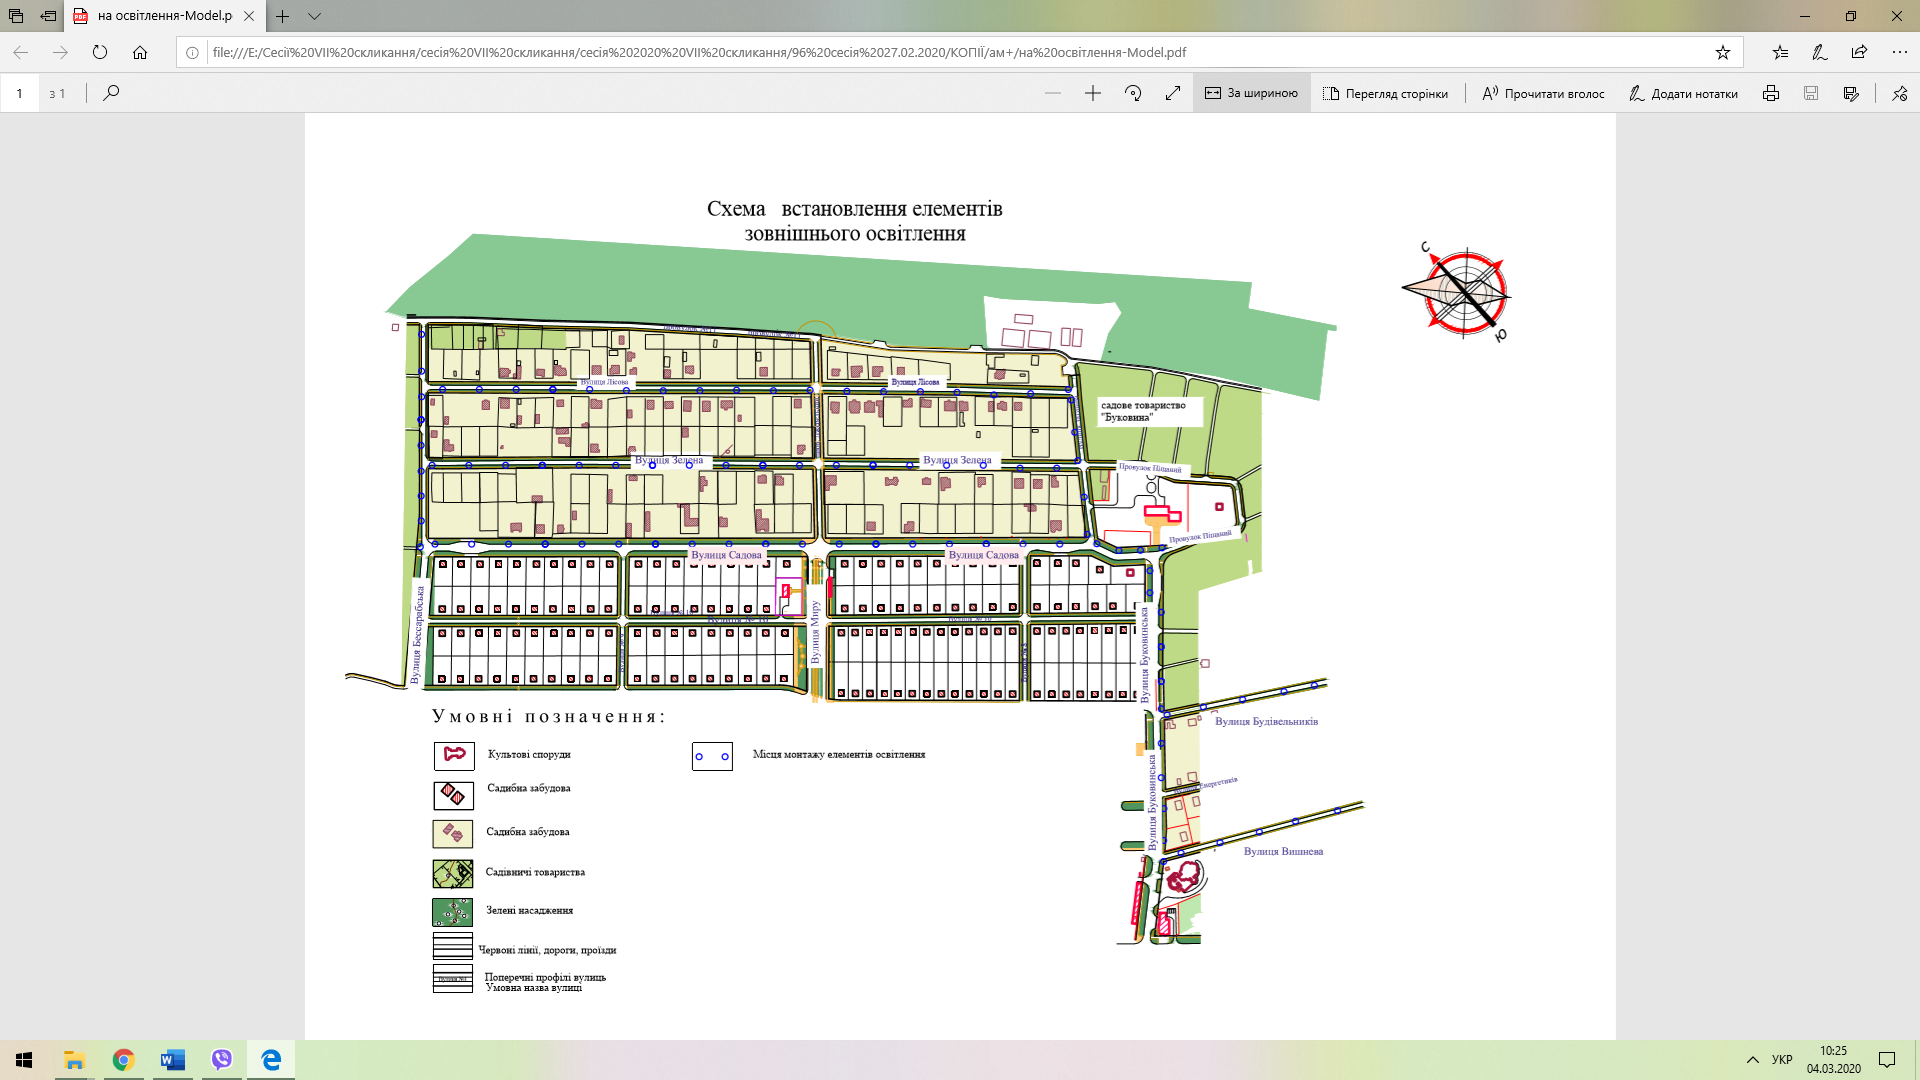 на освітлення-Model.p
file:///E:/Сесії%20VII%20скликання/сесія%20VII%20скликання/сесія%202020%20VII%20скликання/96%20сесія%2027.02.2020/КОПІЇ/ам+/на%20освітлення-Model.pdf
1 з 1
За шириною
Перегляд сторінки
Прочитати вголос
Додати нотатки
Схема встановлення елементів
зовнішнього освітлення
С
Ю
Вулиця Лісова
Вулиця Лісова
садове товариство
"Буковина"
Вулиця Зелена
Вулиця Зелена
Провулок Пішаний
Провулок Пішаний
Вулиця Садова
Вулиця Садова
Вулиця Бессарабська
Вулиця Миру
Вулиця Буковинська
Вулиця № 10
Вулиця Будівельників
Вулиця Буковинська
Вулиця Вишнева
Умовні позначення:
Культові споруди
Місця монтажу елементів освітлення
Садибна забудова
Садибна забудова
Садівничі товариства
Зелені насадження
Червоні лінії, дороги, проїзди
Поперечні профілі вулиць
Умовна назва вулиці
УКР
10:25
04.03.2020